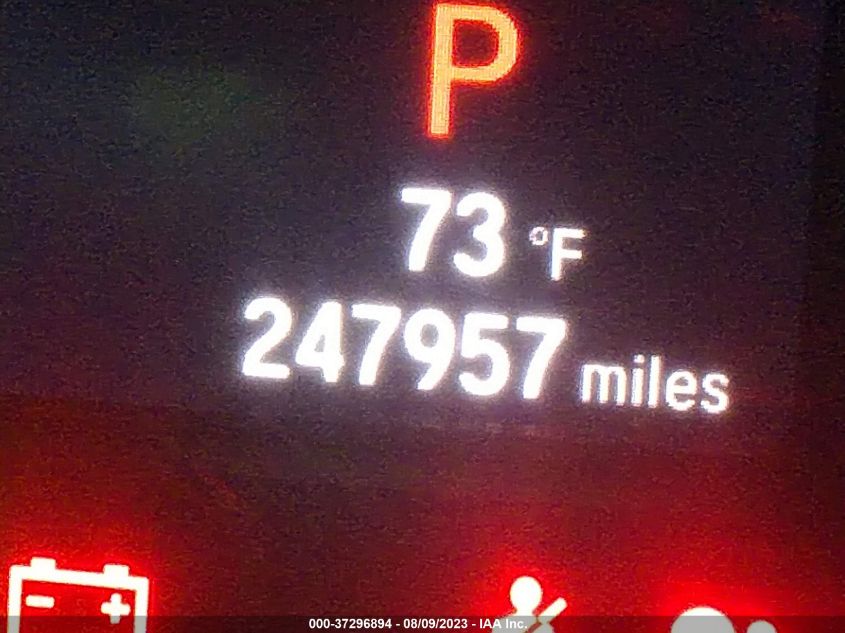 P
73 °F
247957 miles
000-37296894 - 08/09/2023 - IAA Inc.